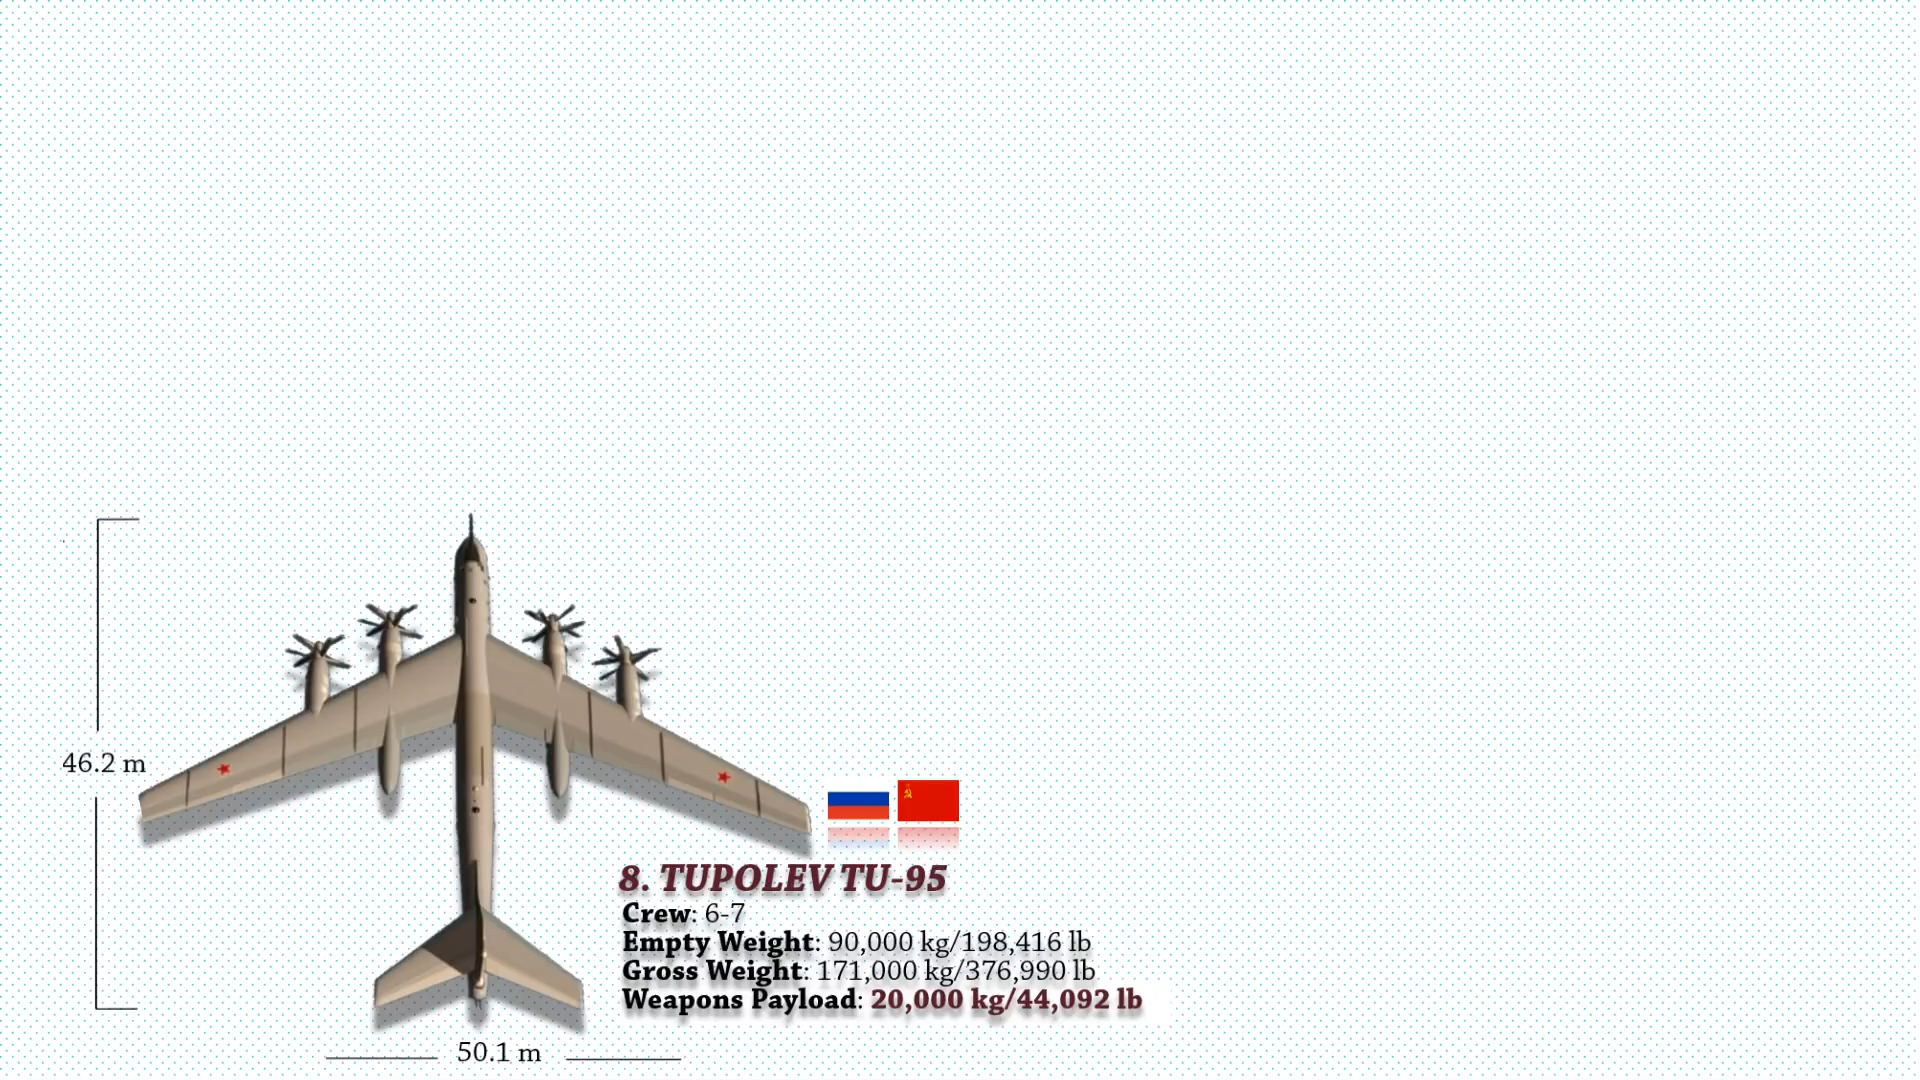 46.2 m
8. TUPOLEV TU-95
Crew: 6-7
Empty Weight: 90,000 kg/198,416 lb
Gross Weight: 171,000 kg/376,990 lb
Weapons Payload: 20,000 kg/44,092 lb
50.1 m